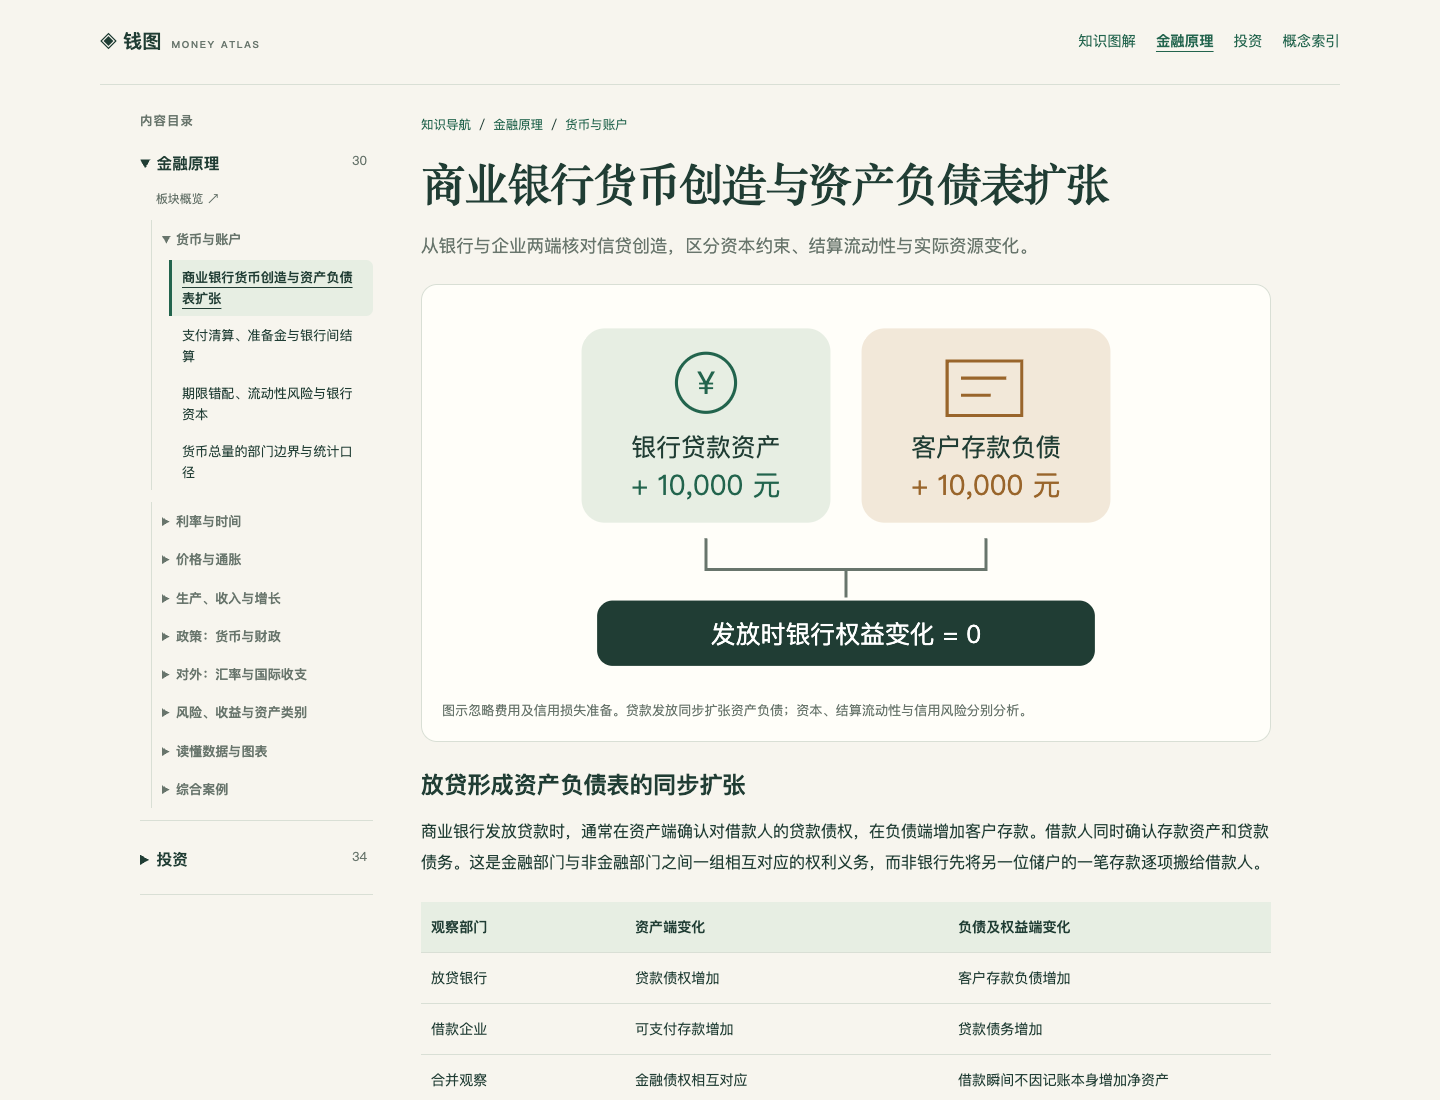 ◈ 钱图 MONEY ATLAS
知识图解 金融原理 投资 概念索引
内容目录
▼ 金融原理 30
板块概览 ↗
▼ 货币与账户
商业银行货币创造与资产负债
表扩张
支付清算、准备金与银行间结
算
期限错配、流动性风险与银行
资本
货币总量的部门边界与统计口
径
▶ 利率与时间
▶ 价格与通胀
▶ 生产、收入与增长
▶ 政策：货币与财政
▶ 对外：汇率与国际收支
▶ 风险、收益与资产类别
▶ 读懂数据与图表
▶ 综合案例
▶ 投资 34
知识导航 / 金融原理 / 货币与账户
商业银行货币创造与资产负债表扩张
从银行与企业两端核对信贷创造，区分资本约束、结算流动性与实际资源变化。
¥
银行贷款资产
+ 10,000 元
客户存款负债
+ 10,000 元
发放时银行权益变化 = 0
图示忽略费用及信用损失准备。贷款发放同步扩张资产负债；资本、结算流动性与信用风险分别分析。
放贷形成资产负债表的同步扩张
商业银行发放贷款时，通常在资产端确认对借款人的贷款债权，在负债端增加客户存款。借款人同时确认存款资产和贷款
债务。这是金融部门与非金融部门之间一组相互对应的权利义务，而非银行先将另一位储户的一笔存款逐项搬给借款人。
观察部门 资产端变化 负债及权益端变化
放贷银行 贷款债权增加 客户存款负债增加
借款企业 可支付存款增加 贷款债务增加
合并观察 金融债权相互对应 借款瞬间不因记账本身增加净资产